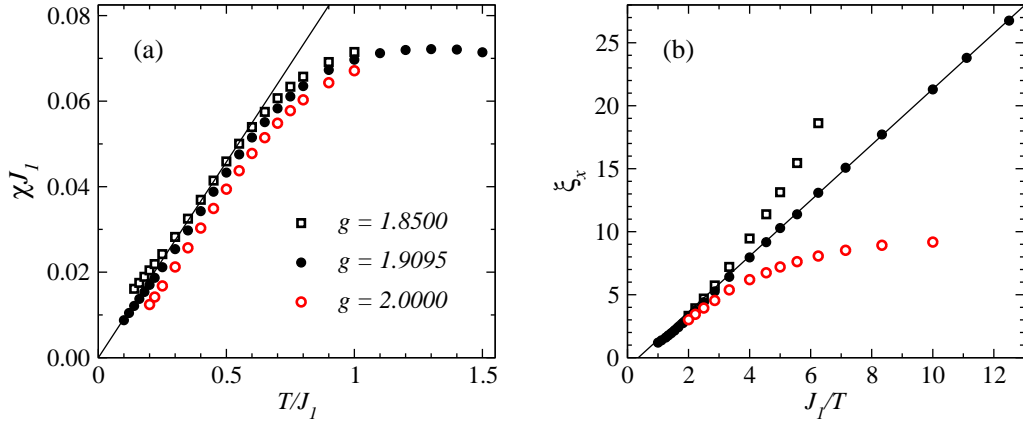 (a)
χJ₁
0.08
0.06
0.04
0.02
0.00
g = 1.8500
g = 1.9095
g = 2.0000
0 0.5 1 1.5
T/J₁
(b)
ξₓ
25
20
15
10
5
0
0 2 4 6 8 10 12
J₁/T